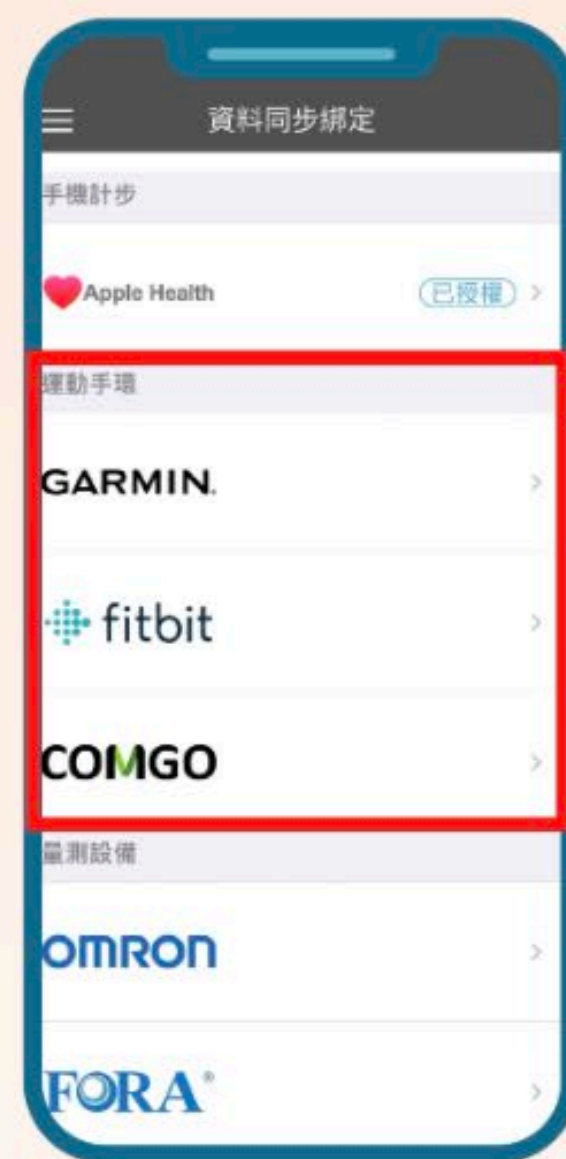 資料同步綁定
手機計步
Apple Health 已授權
運動手環
GARMIN.
fitbit
COMGO
量測設備
OMRON
FORA®